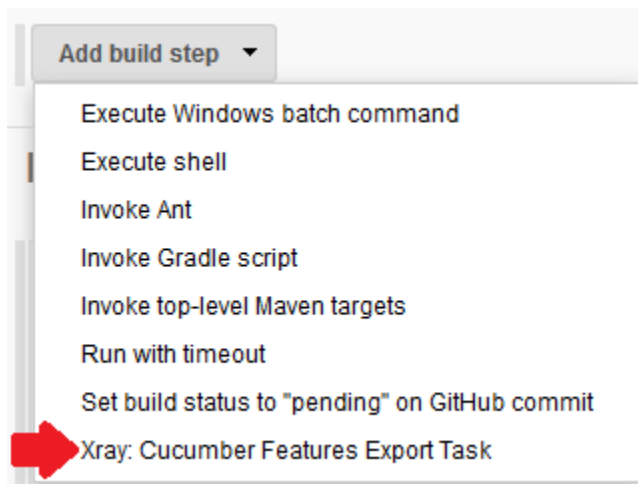 Add build step
Execute Windows batch command
Execute shell
Invoke Ant
Invoke Gradle script
Invoke top-level Maven targets
Run with timeout
Set build status to "pending" on GitHub commit
Xray: Cucumber Features Export Task